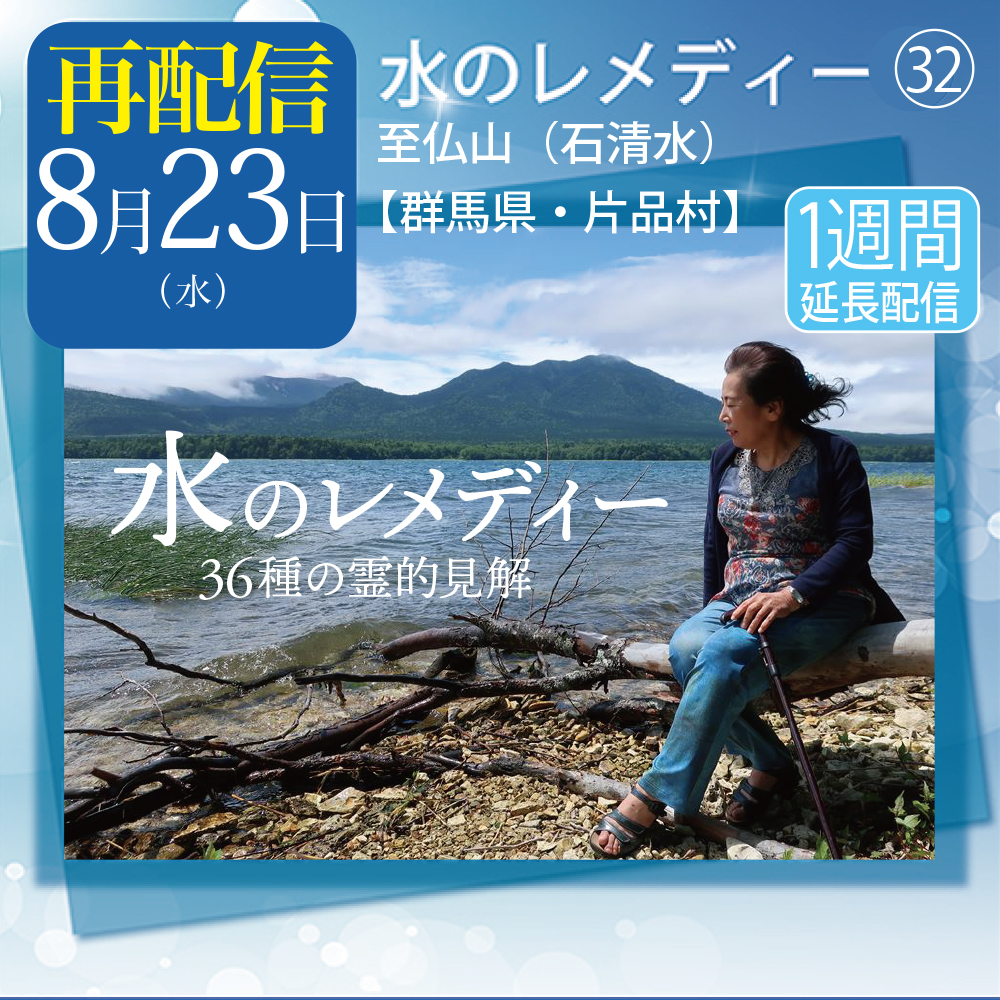 再配信
8月23日
（水）
水のレメディー ㉜
至仏山（石清水）
【群馬県・片品村】
1週間
延長配信
水のレメディー
36種の霊的見解